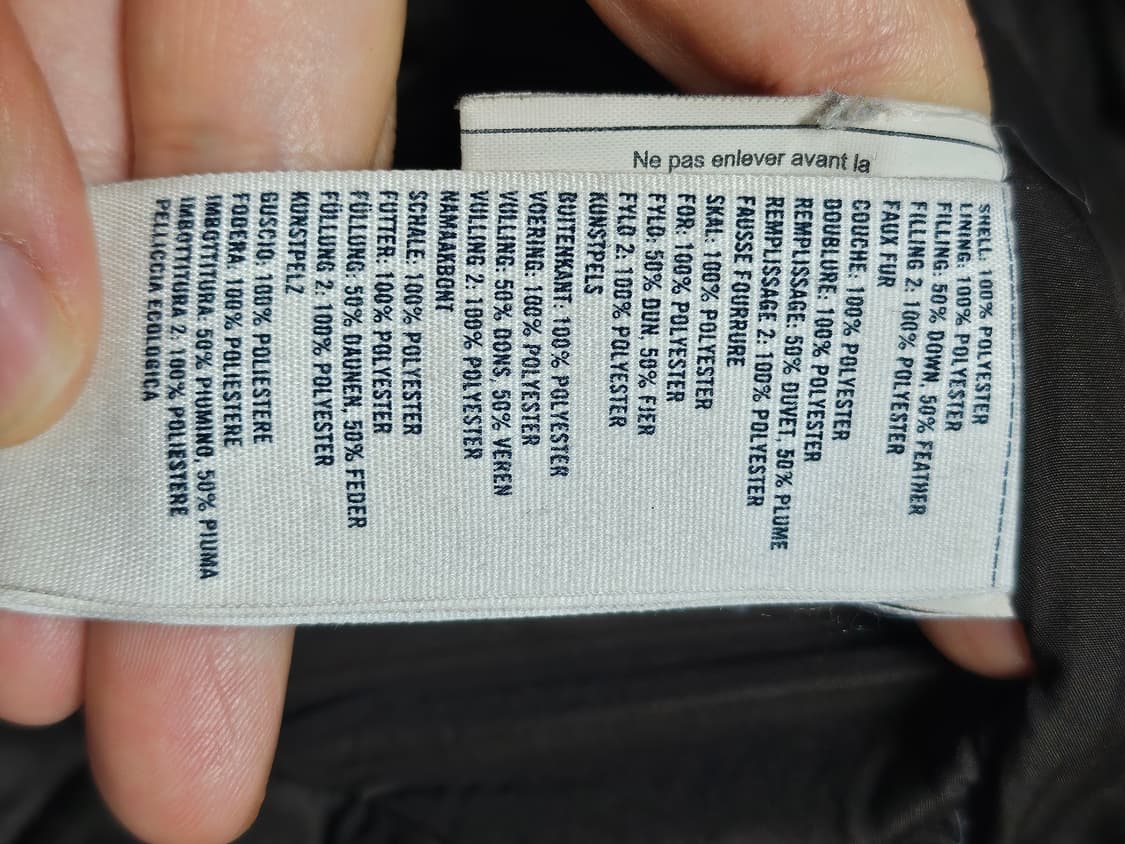 Ne pas enlever avant la
SHELL: 100% POLYESTER
LINING: 100% POLYESTER
FILLING: 50% DOWN, 50% FEATHER
FILLING 2: 100% POLYESTER
FAUX FUR
COUCHE: 100% POLYESTER
DOUBLURE: 100% POLYESTER
REMPLISSAGE: 50% DUVET, 50% PLUME
REMPLISSAGE 2: 100% POLYESTER
FAUSSE FOURRURE
SKAL: 100% POLYESTER
FOR: 100% POLYESTER
FYLD: 50% DUN, 50% FJER
FYLD 2: 100% POLYESTER
KUNSTPELS
BUTENKANT: 100% POLYESTER
VOERING: 100% POLYESTER
VULLING: 50% DONS, 50% VEREN
VULLING 2: 100% POLYESTER
NAMAAKBONT
SCHALE: 100% POLYESTER
FUTTER: 100% POLYESTER
FÜLLUNG: 50% DAUNEN, 50% FEDER
FÜLLUNG 2: 100% POLYESTER
KUNSTPELZ
GUSCIO: 100% POLIESTERE
FODERA: 100% POLIESTERE
IMBOTTITURA: 50% PIUMINO, 50% PIUMA
IMBOTTITURA 2: 100% POLIESTERE
PELLICCIA ECOLOGICA